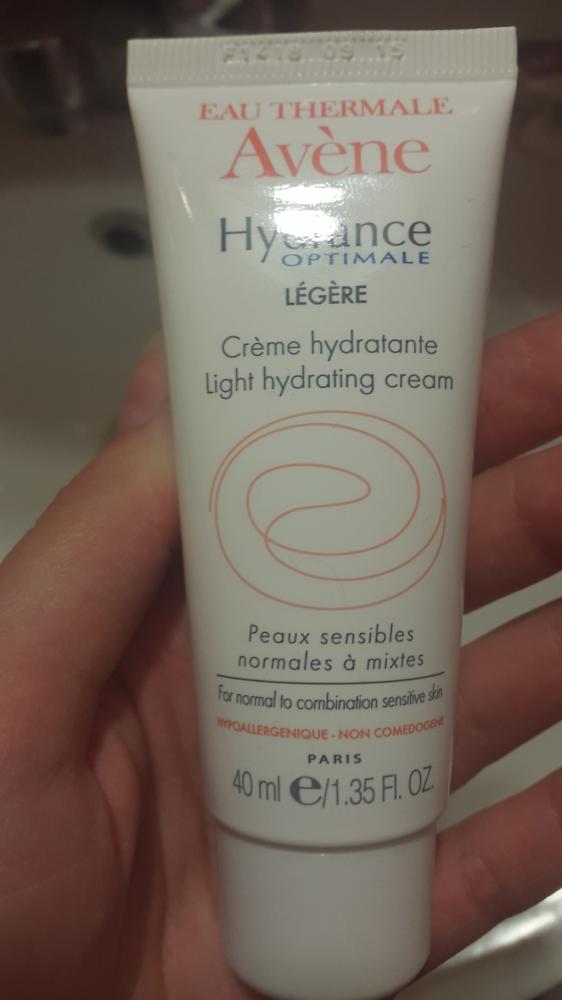 EAU THERMALE
Avène
Hydrance
OPTIMALE
LÉGÈRE
Crème hydratante
Light hydrating cream
Peaux sensibles
normales à mixtes
For normal to combination sensitive skin
HYPOALLERGENIQUE - NON COMEDOGENE
PARIS
40 ml e/1.35 Fl. OZ.